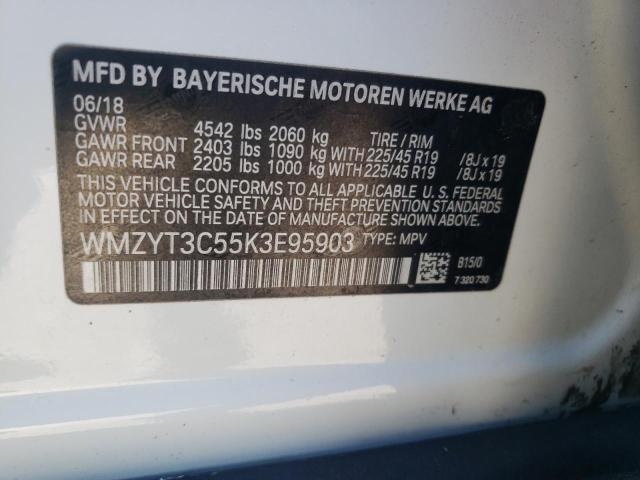 MFD BY BAYERISCHE MOTOREN WERKE AG
06/18
GVWR 4542 lbs 2060 kg TIRE / RIM
GAWR FRONT 2403 lbs 1090 kg WITH 225/45 R19 /8J x 19
GAWR REAR 2205 lbs 1000 kg WITH 225/45 R19 /8J x 19
THIS VEHICLE CONFORMS TO ALL APPLICABLE U. S. FEDERAL
MOTOR VEHICLE SAFETY, BUMPER AND THEFT PREVENTION
STANDARDS IN EFFECT ON THE DATE OF MANUFACTURE SHOWN ABOVE.
WMZYT3C55K3E95903 TYPE: MPV
B15/0
7 320 730